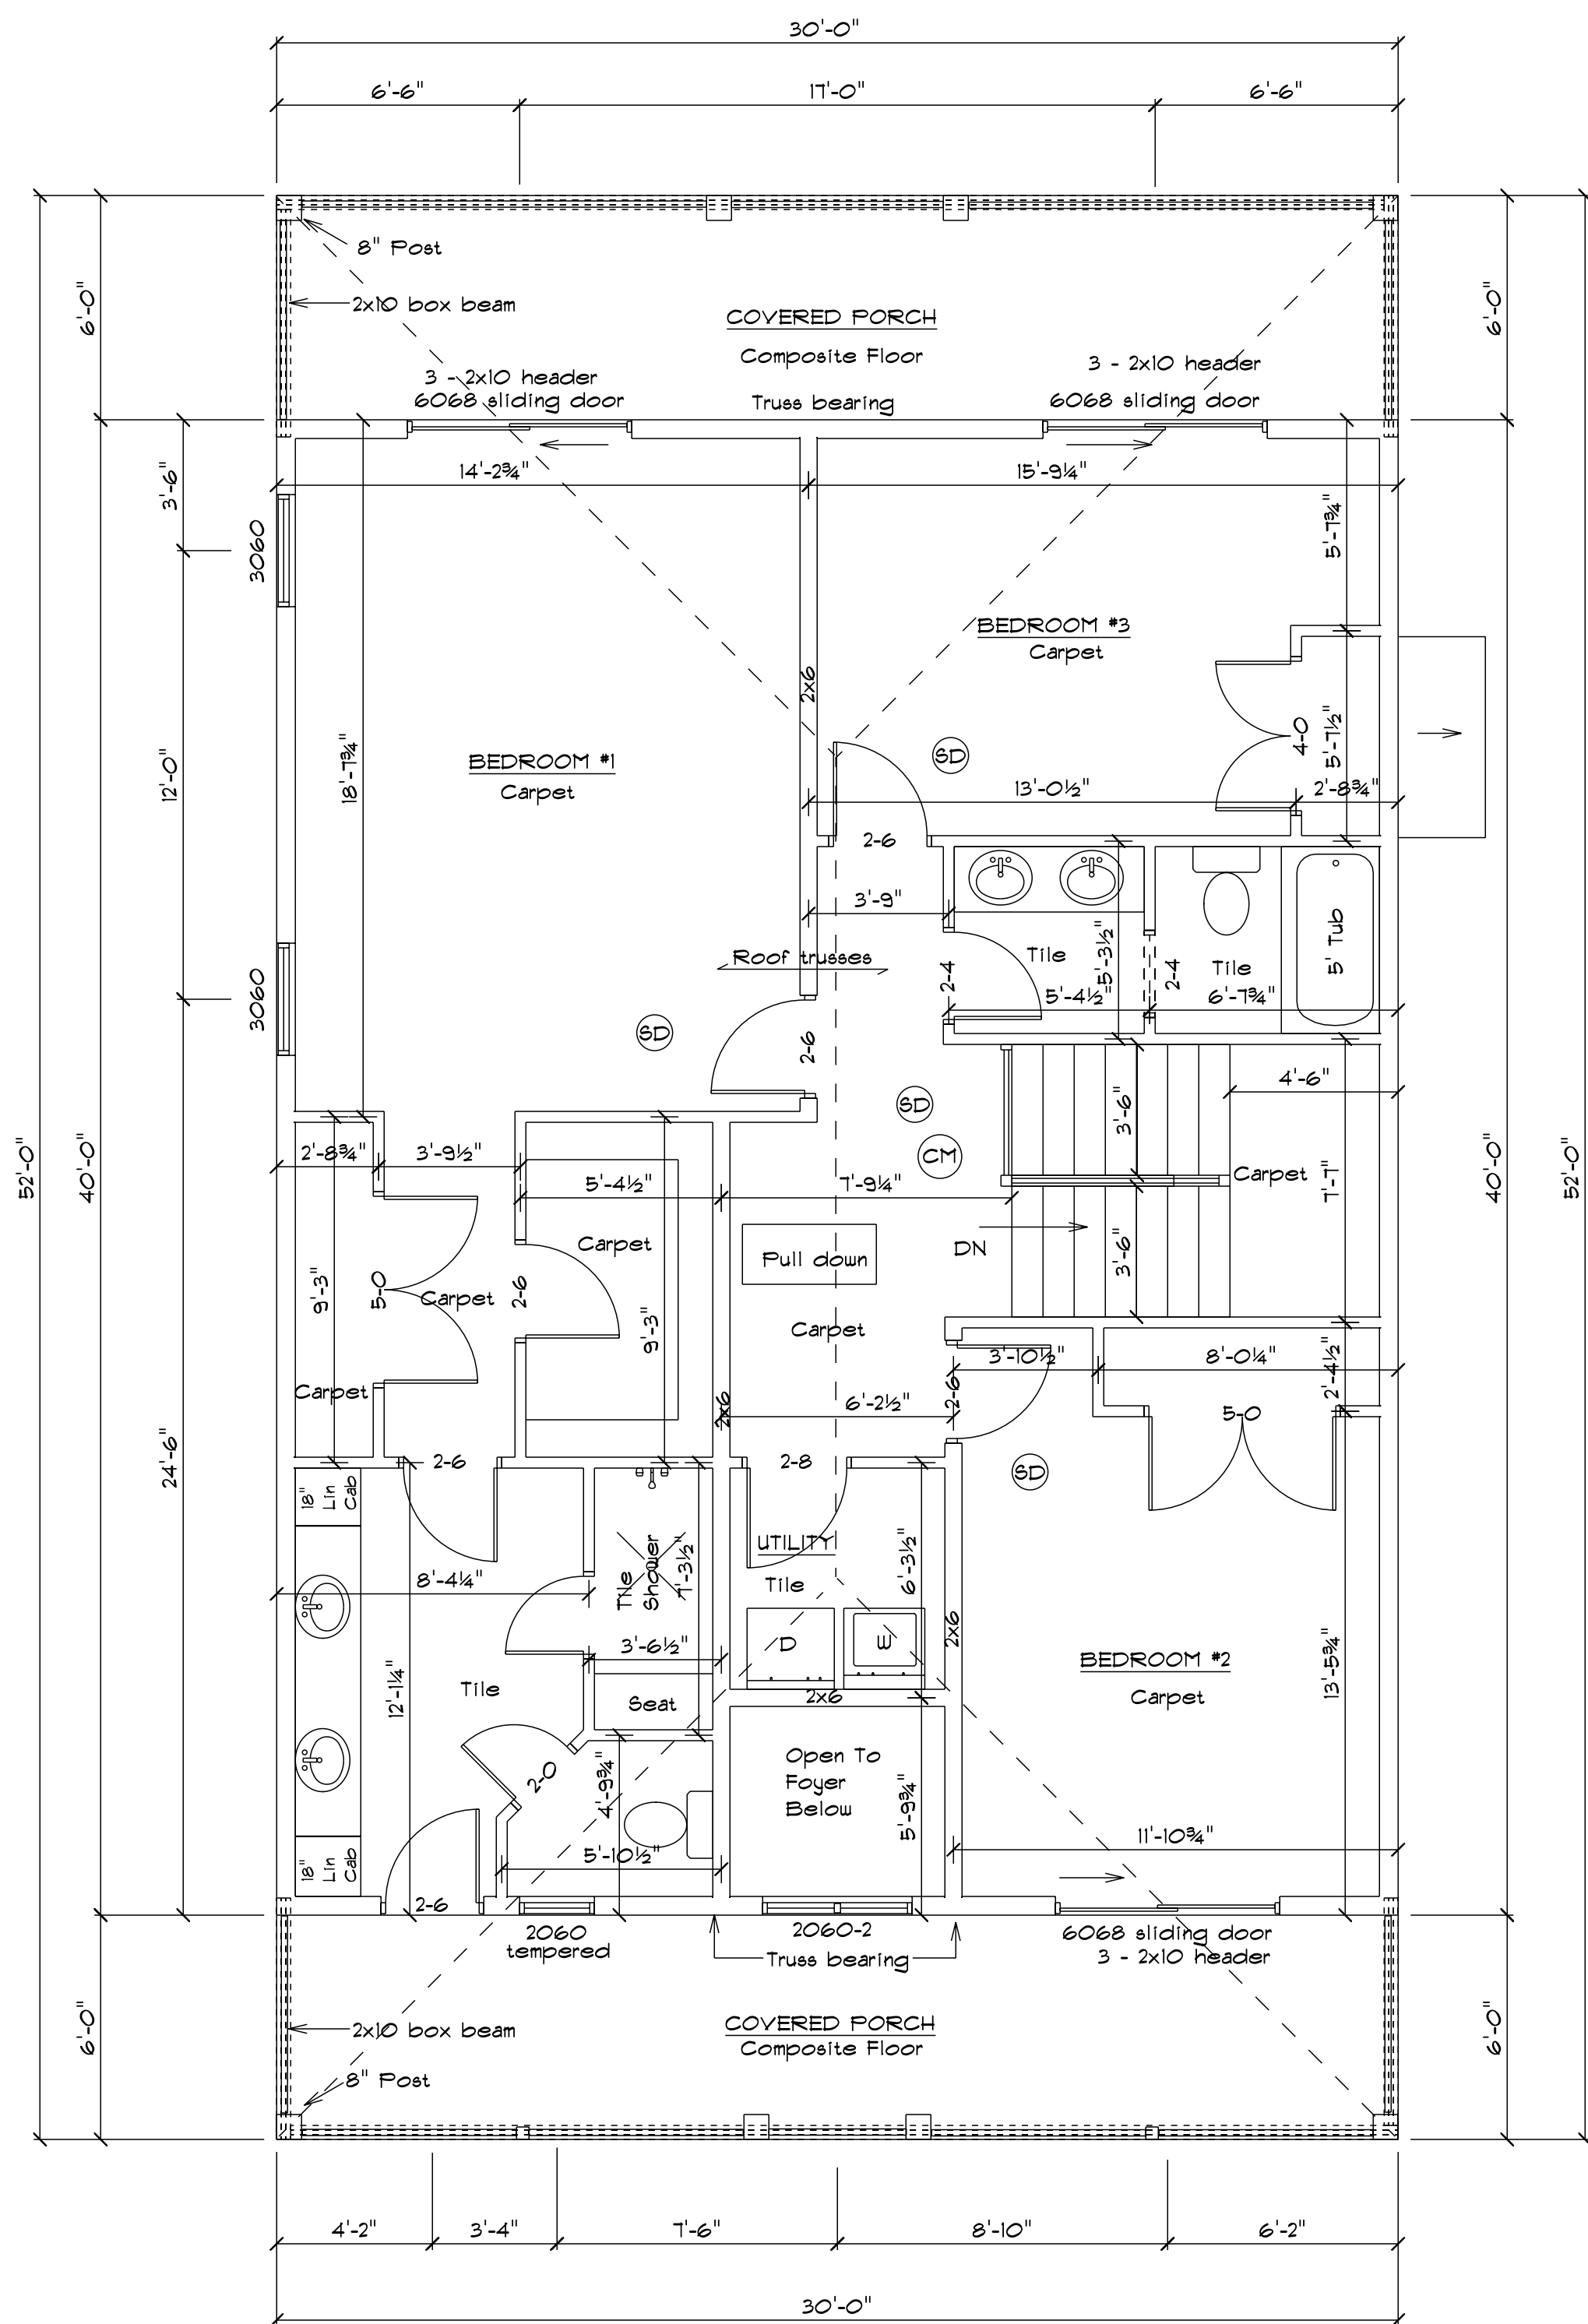 30'-0"
6'-6"
17'-0"
6'-6"
8" Post
2x10 box beam
6'-0"
6'-0"
COVERED PORCH
Composite Floor
3 - 2x10 header
6068 sliding door
Truss bearing
3 - 2x10 header
6068 sliding door
14'-2¾"
15'-9¼"
3'-6"
3060
5'-7¾"
BEDROOM #3
Carpet
2x6
4-0
5'-7½"
SD
12'-0"
18'-7¾"
BEDROOM #1
Carpet
13'-0½"
2'-8¾"
2-6
3'-9"
Roof trusses
3060
2-4
Tile
5'-3½"
2-4
Tile
5' Tub
5'-4½"
6'-7¾"
SD
2-6
SD
CM
3'-6"
4'-6"
52'-0"
40'-0"
2'-8¾"
3'-9½"
5'-4½"
7'-9¼"
Carpet
7'-7"
40'-0"
52'-0"
Carpet
Pull down
DN
3'-6"
9'-3"
5-0
Carpet
2-6
9'-3"
Carpet
Carpet
2x6
6'-2½"
2-6
3'-10½"
8'-0¼"
2'-4½"
5-0
24'-6"
2-6
2-8
SD
18"
Lin
Cab
UTILITY
Tile
6'-3½"
Tile
Shower
7'-3½"
8'-4¼"
3'-6½"
D
W
2x6
BEDROOM #2
Carpet
13'-5¾"
12'-1¼"
Tile
Seat
2x6
2-0
4'-9¾"
Open To
Foyer
Below
5'-9¾"
11'-10¾"
18"
Lin
Cab
5'-10½"
2-6
2060
tempered
2060-2
Truss bearing
6068 sliding door
3 - 2x10 header
6'-0"
2x10 box beam
8" Post
COVERED PORCH
Composite Floor
6'-0"
4'-2"
3'-4"
7'-6"
8'-10"
6'-2"
30'-0"